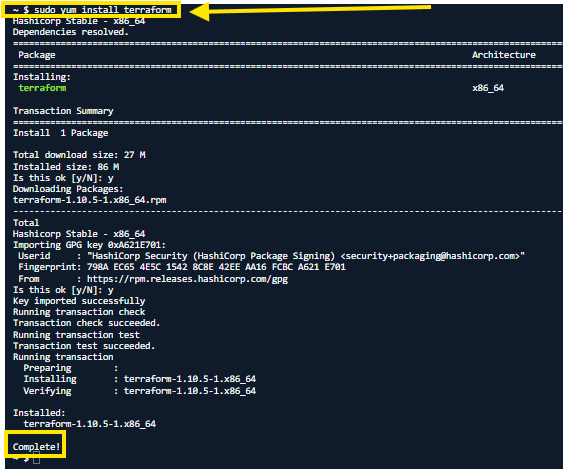 ~ $ sudo yum install terraform
Hashicorp Stable - x86_64
Dependencies resolved.
================================================================================
Package Architecture
================================================================================
Installing:
terraform x86_64
Transaction Summary
================================================================================
Install 1 Package
Total download size: 27 M
Installed size: 86 M
Is this ok [y/N]: y
Downloading Packages:
terraform-1.10.5-1.x86_64.rpm
--------------------------------------------------------------------------------
Total
Hashicorp Stable - x86_64
Importing GPG key 0xA621E701:
Userid     : "HashiCorp Security (HashiCorp Package Signing) <security+packaging@hashicorp.com>"
Fingerprint: 798A EC65 4E5C 1542 8C8E 42EE AA16 FCBC A621 E701
From       : https://rpm.releases.hashicorp.com/gpg
Is this ok [y/N]: y
Key imported successfully
Running transaction check
Transaction check succeeded.
Running transaction test
Transaction test succeeded.
Running transaction
Preparing        :
Installing       : terraform-1.10.5-1.x86_64
Verifying        : terraform-1.10.5-1.x86_64
Installed:
terraform-1.10.5-1.x86_64
Complete!
~ $